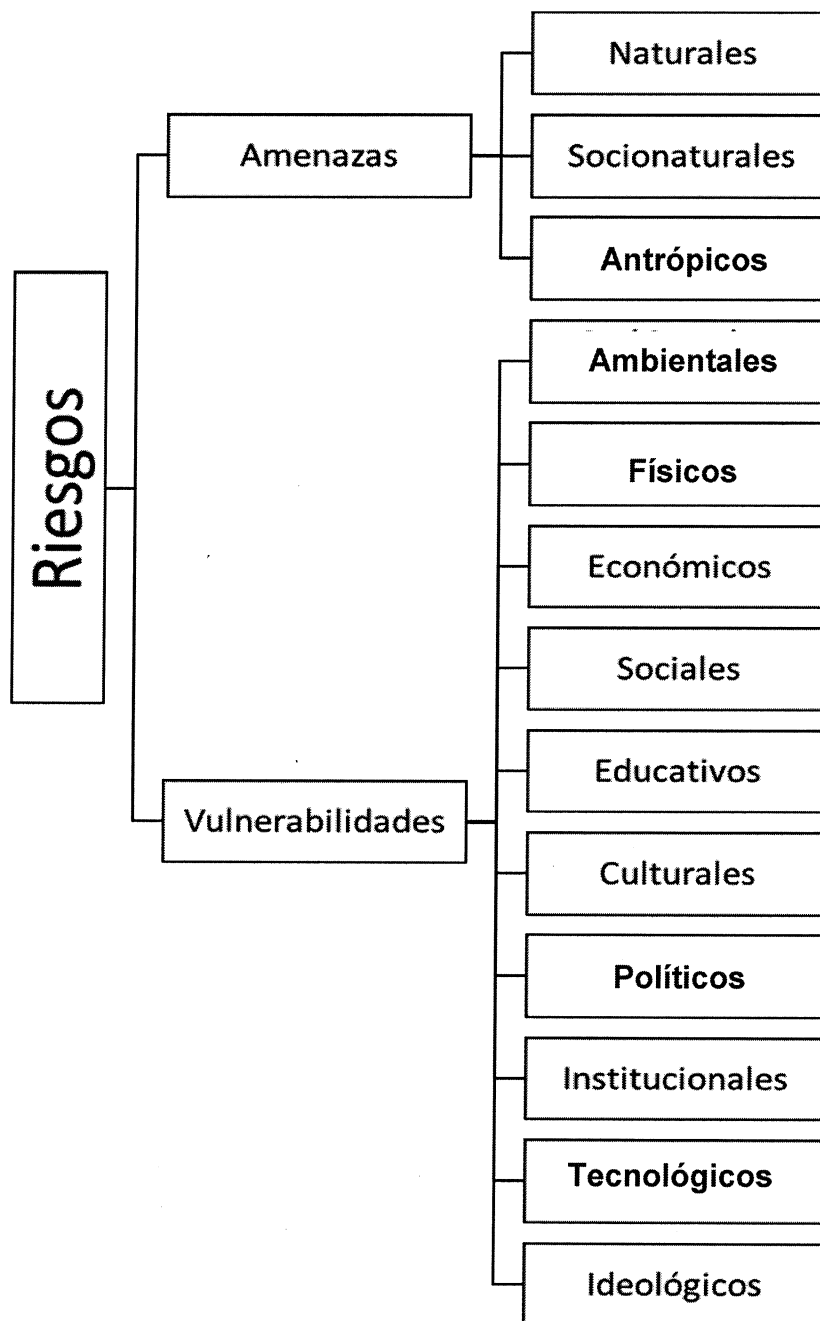 Riesgos
Amenazas
Naturales
Socionaturales
Antrópicos
Vulnerabilidades
Ambientales
Físicos
Económicos
Sociales
Educativos
Culturales
Políticos
Institucionales
Tecnológicos
Ideológicos